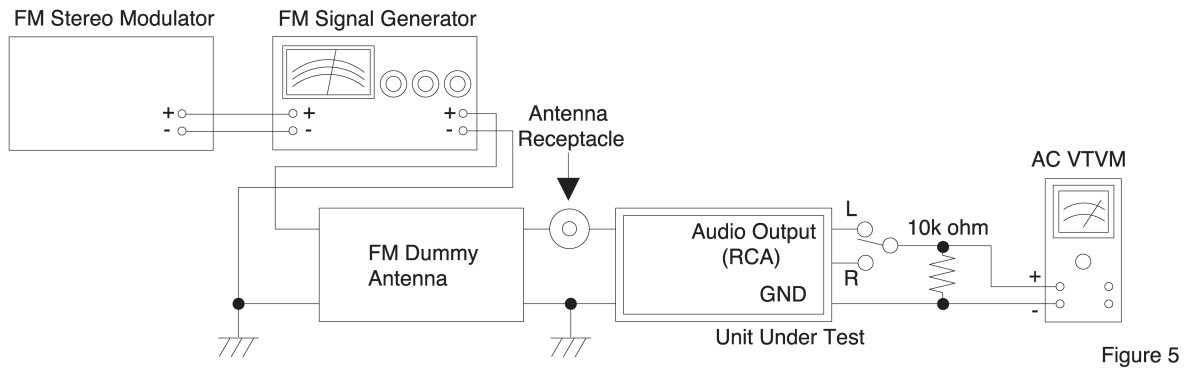 FM Stereo Modulator
FM Signal Generator
+
-
+
-
+
-
Antenna
Receptacle
AC VTVM
FM Dummy
Antenna
Audio Output
(RCA)
GND
L
R
10k ohm
+
-
Unit Under Test
Figure 5